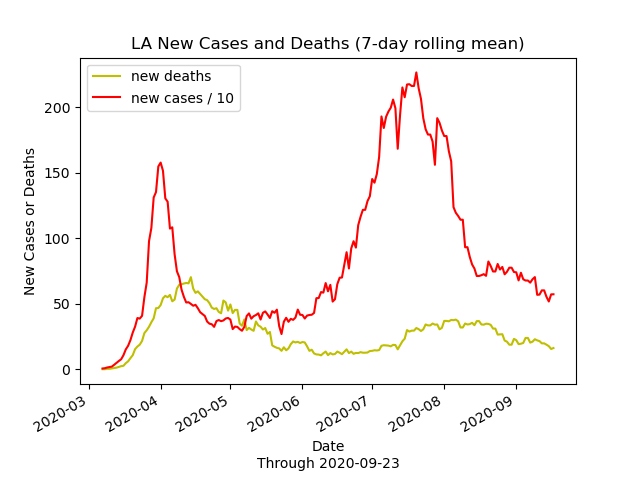 LA New Cases and Deaths (7-day rolling mean)
new deaths
new cases / 10
New Cases or Deaths
200
150
100
50
0
2020-03
2020-04
2020-05
2020-06
2020-07
2020-08
2020-09
Date
Through 2020-09-23